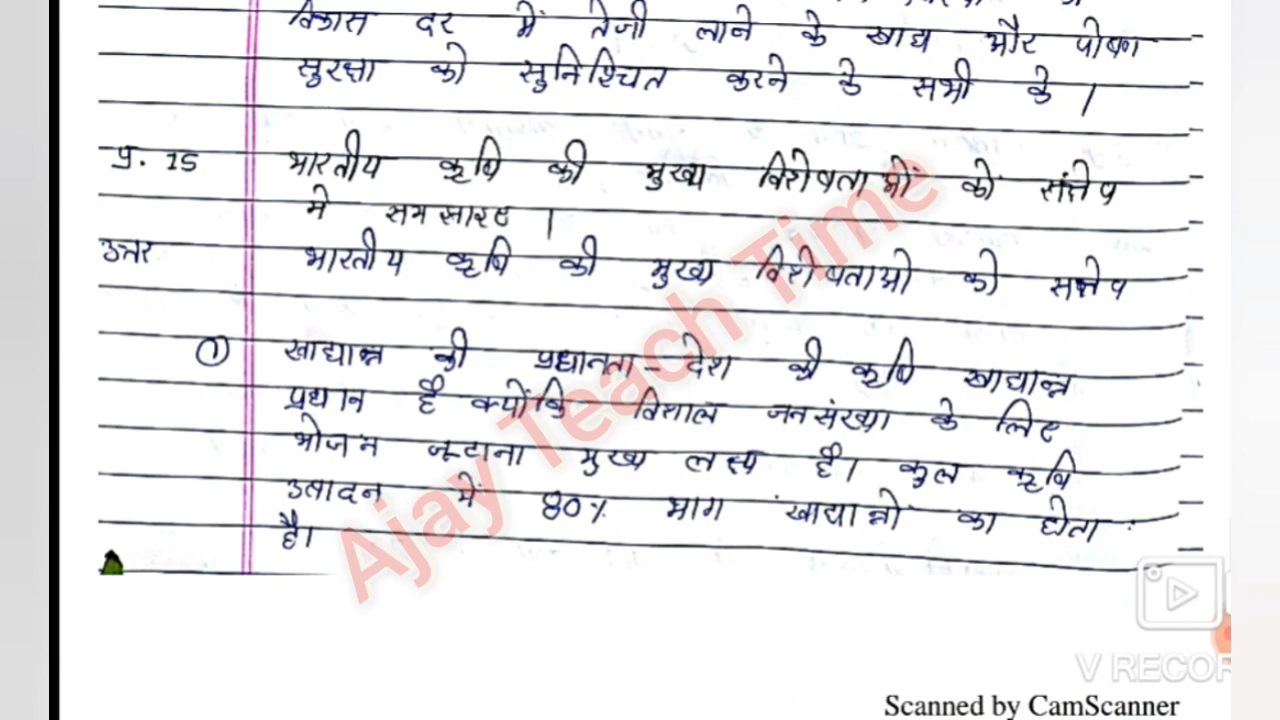 विकास दर में तेजी लाने के खाद्य और पोषण
सुरक्षा को सुनिश्चित करने के सभी के ।
प्र. 15 भारतीय कृषि की मुख्य विशेषताओं को संक्षेप
मे समझाइए ।
उत्तर भारतीय कृषि की मुख्य विशेषताओ को संक्षेप
① खाद्यान्न की प्रधानता - देश की कृषि खाद्यान्न
प्रधान है क्योंकि विशाल जनसंख्या के लिए
भोजन जुटाना मुख्य लक्ष्य है। कुल कृषि
उत्पादन में 80% भाग खाद्यान्नो का होता
है।
Ajay Teach Time
V RECOR
Scanned by CamScanner